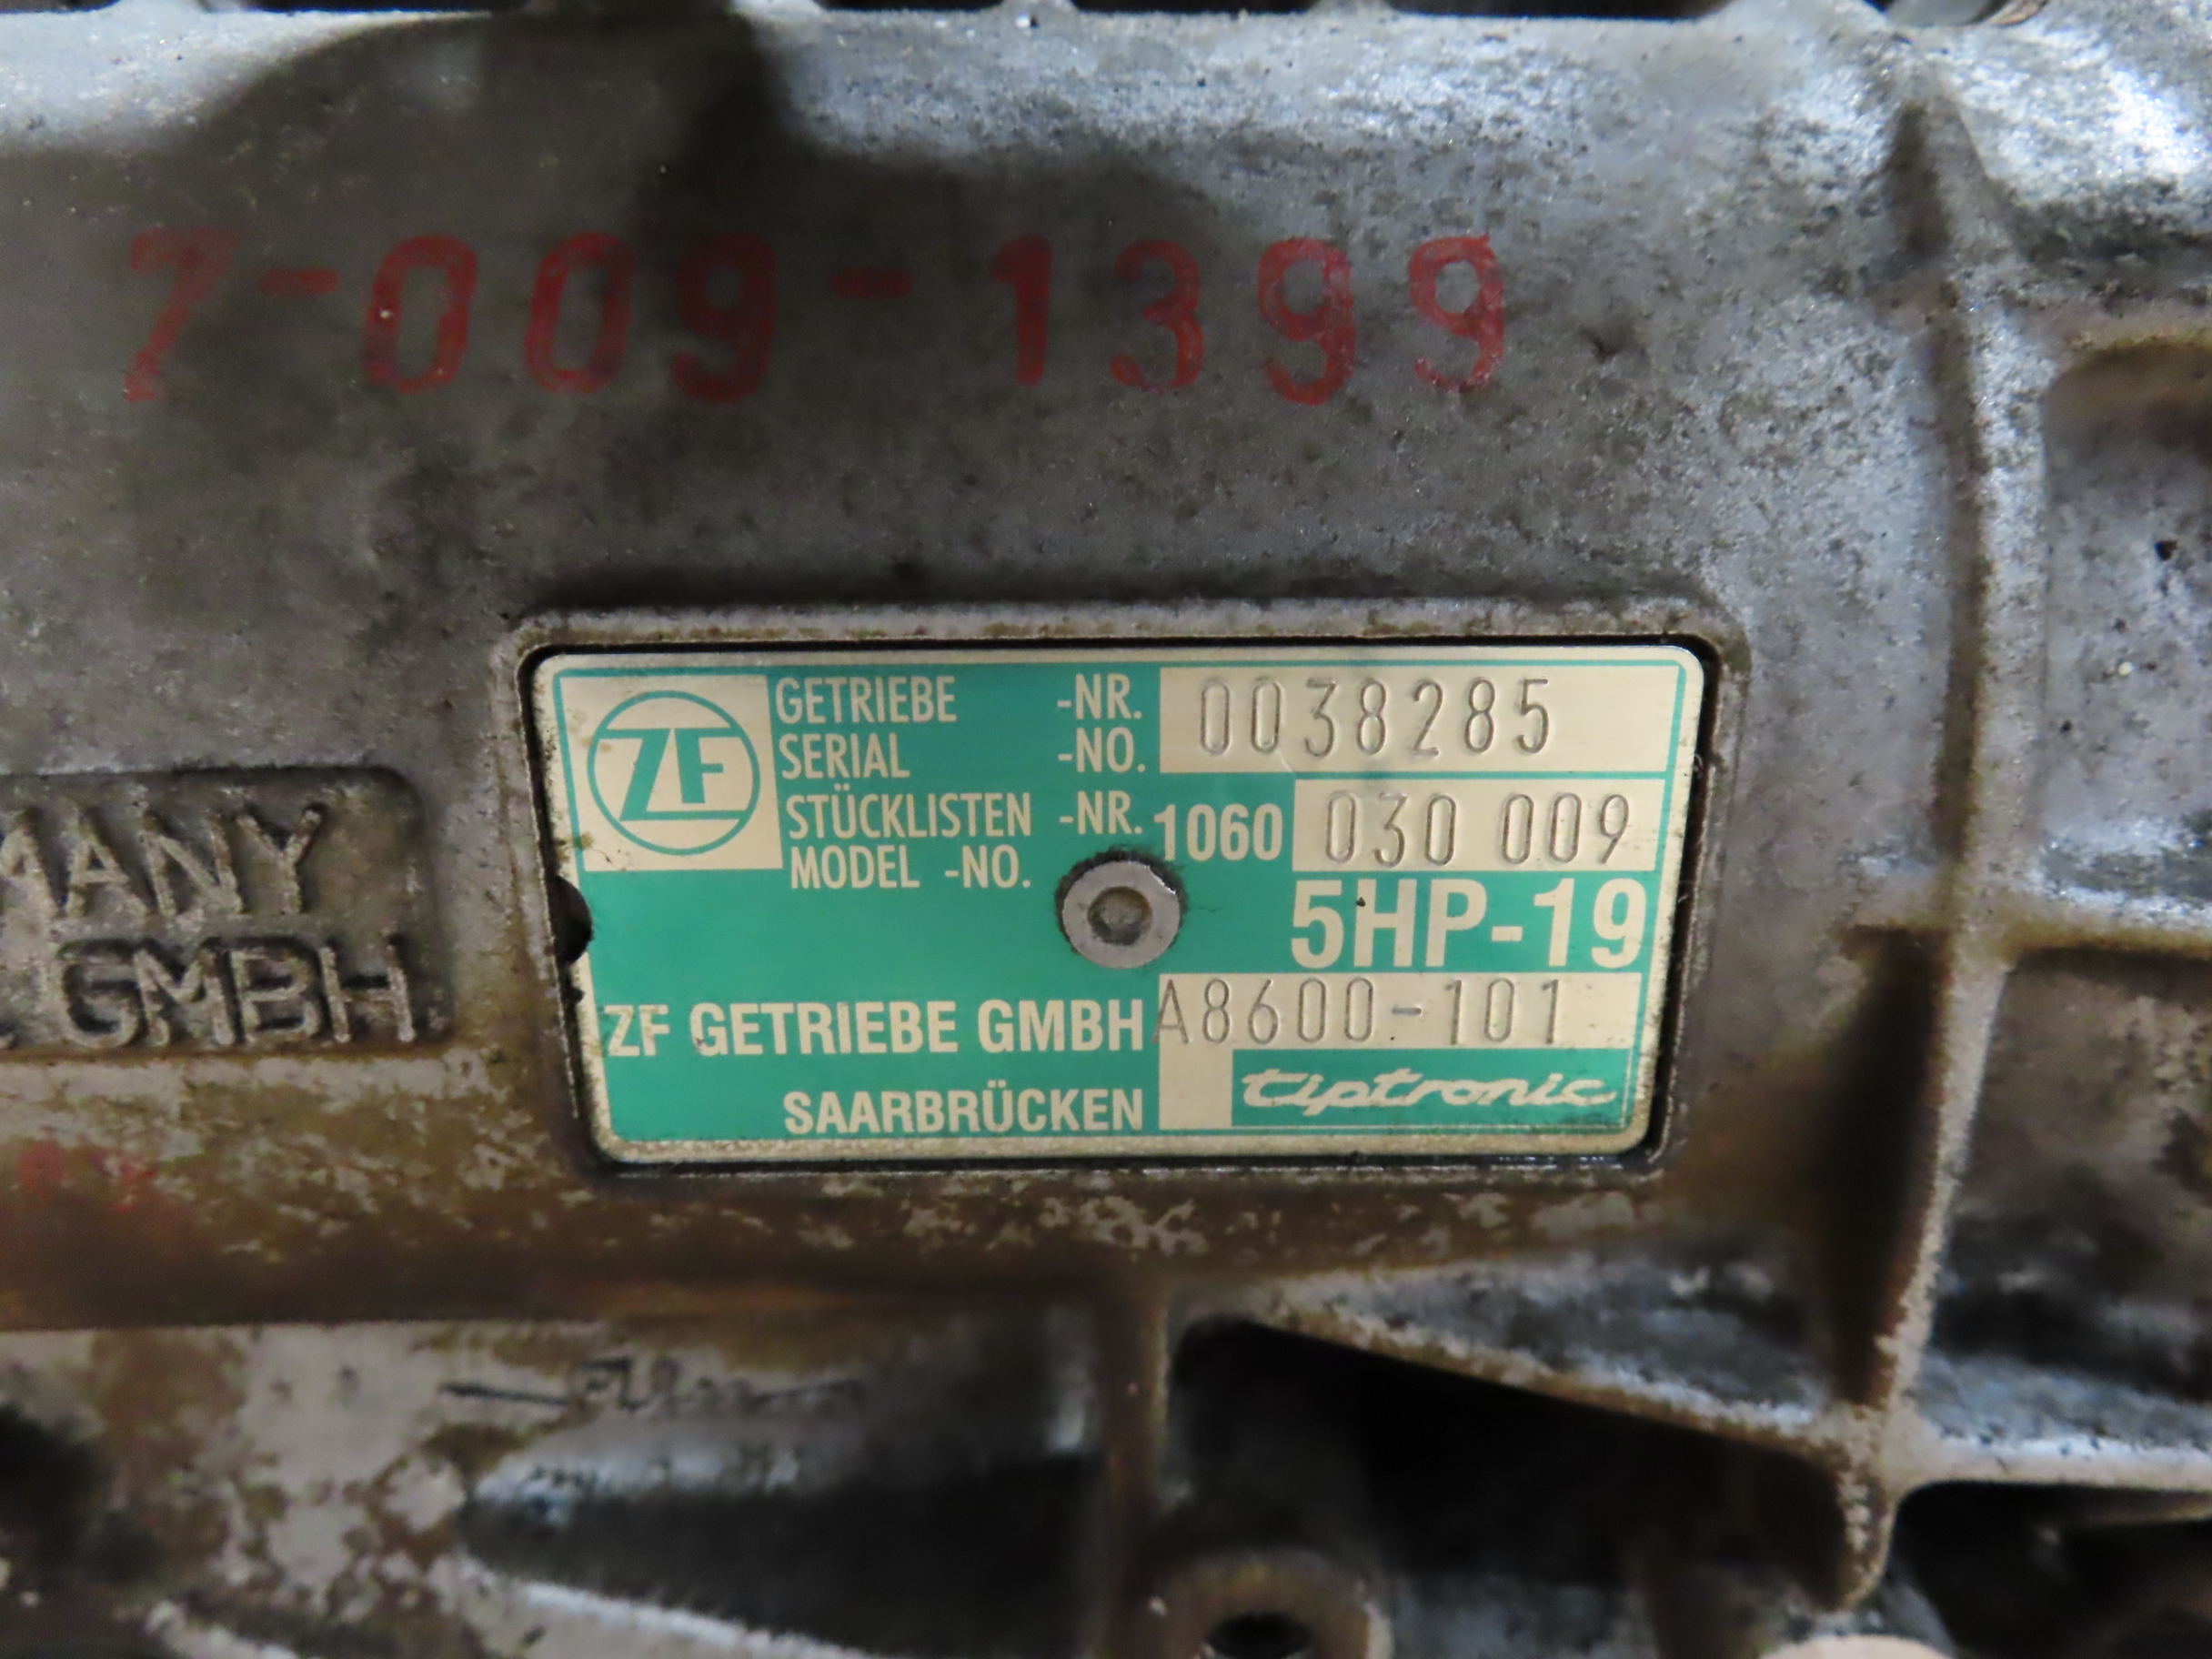 7-009-1399
ZF
GETRIEBE -NR. 0038285
SERIAL -NO.
STÜCKLISTEN -NR. 1060 030 009
MODEL -NO.
5HP-19
ZF GETRIEBE GMBH A8600-101
SAARBRÜCKEN tiptronic
MANY
GMBH